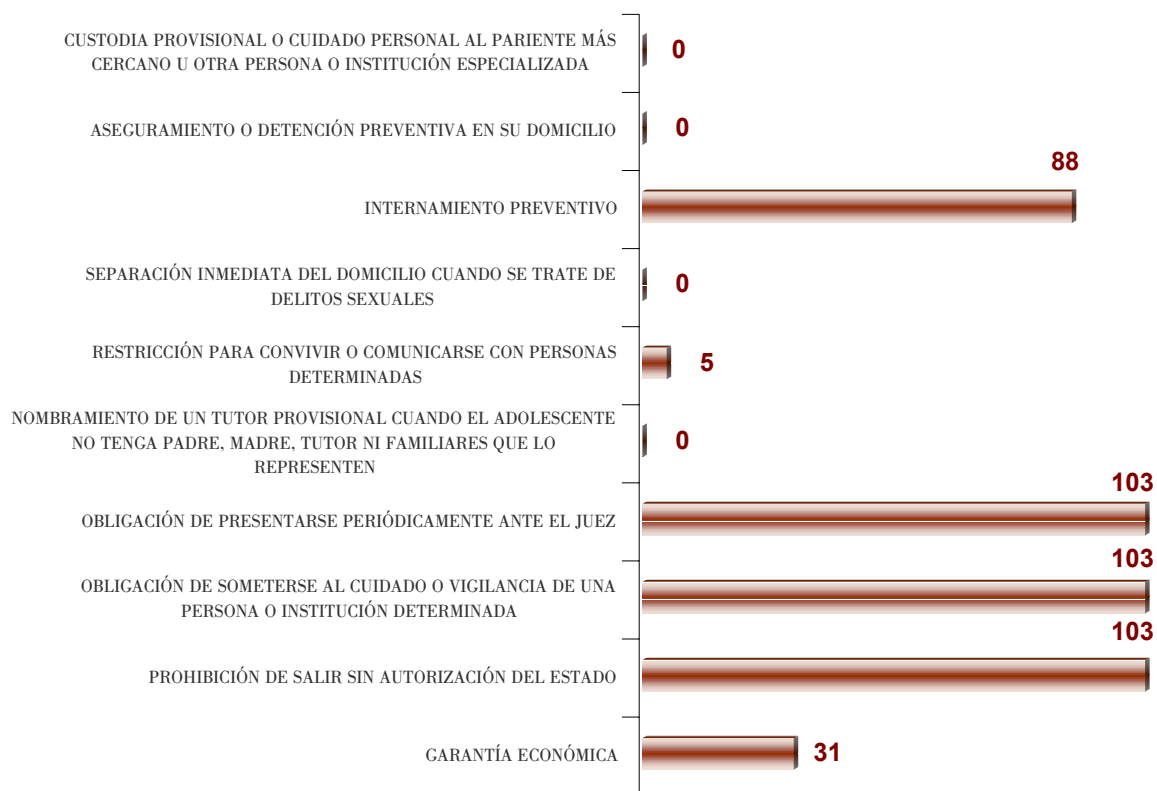 CUSTODIA PROVISIONAL O CUIDADO PERSONAL AL PARIENTE MÁS
CERCANO U OTRA PERSONA O INSTITUCIÓN ESPECIALIZADA
0
ASEGURAMIENTO O DETENCIÓN PREVENTIVA EN SU DOMICILIO
0
INTERNAMIENTO PREVENTIVO
88
SEPARACIÓN INMEDIATA DEL DOMICILIO CUANDO SE TRATE DE
DELITOS SEXUALES
0
RESTRICCIÓN PARA CONVIVIR O COMUNICARSE CON PERSONAS
DETERMINADAS
5
NOMBRAMIENTO DE UN TUTOR PROVISIONAL CUANDO EL ADOLESCENTE
NO TENGA PADRE, MADRE, TUTOR NI FAMILIARES QUE LO
REPRESENTEN
0
OBLIGACIÓN DE PRESENTARSE PERIÓDICAMENTE ANTE EL JUEZ
103
OBLIGACIÓN DE SOMETERSE AL CUIDADO O VIGILANCIA DE UNA
PERSONA O INSTITUCIÓN DETERMINADA
103
PROHIBICIÓN DE SALIR SIN AUTORIZACIÓN DEL ESTADO
103
GARANTÍA ECONÓMICA
31